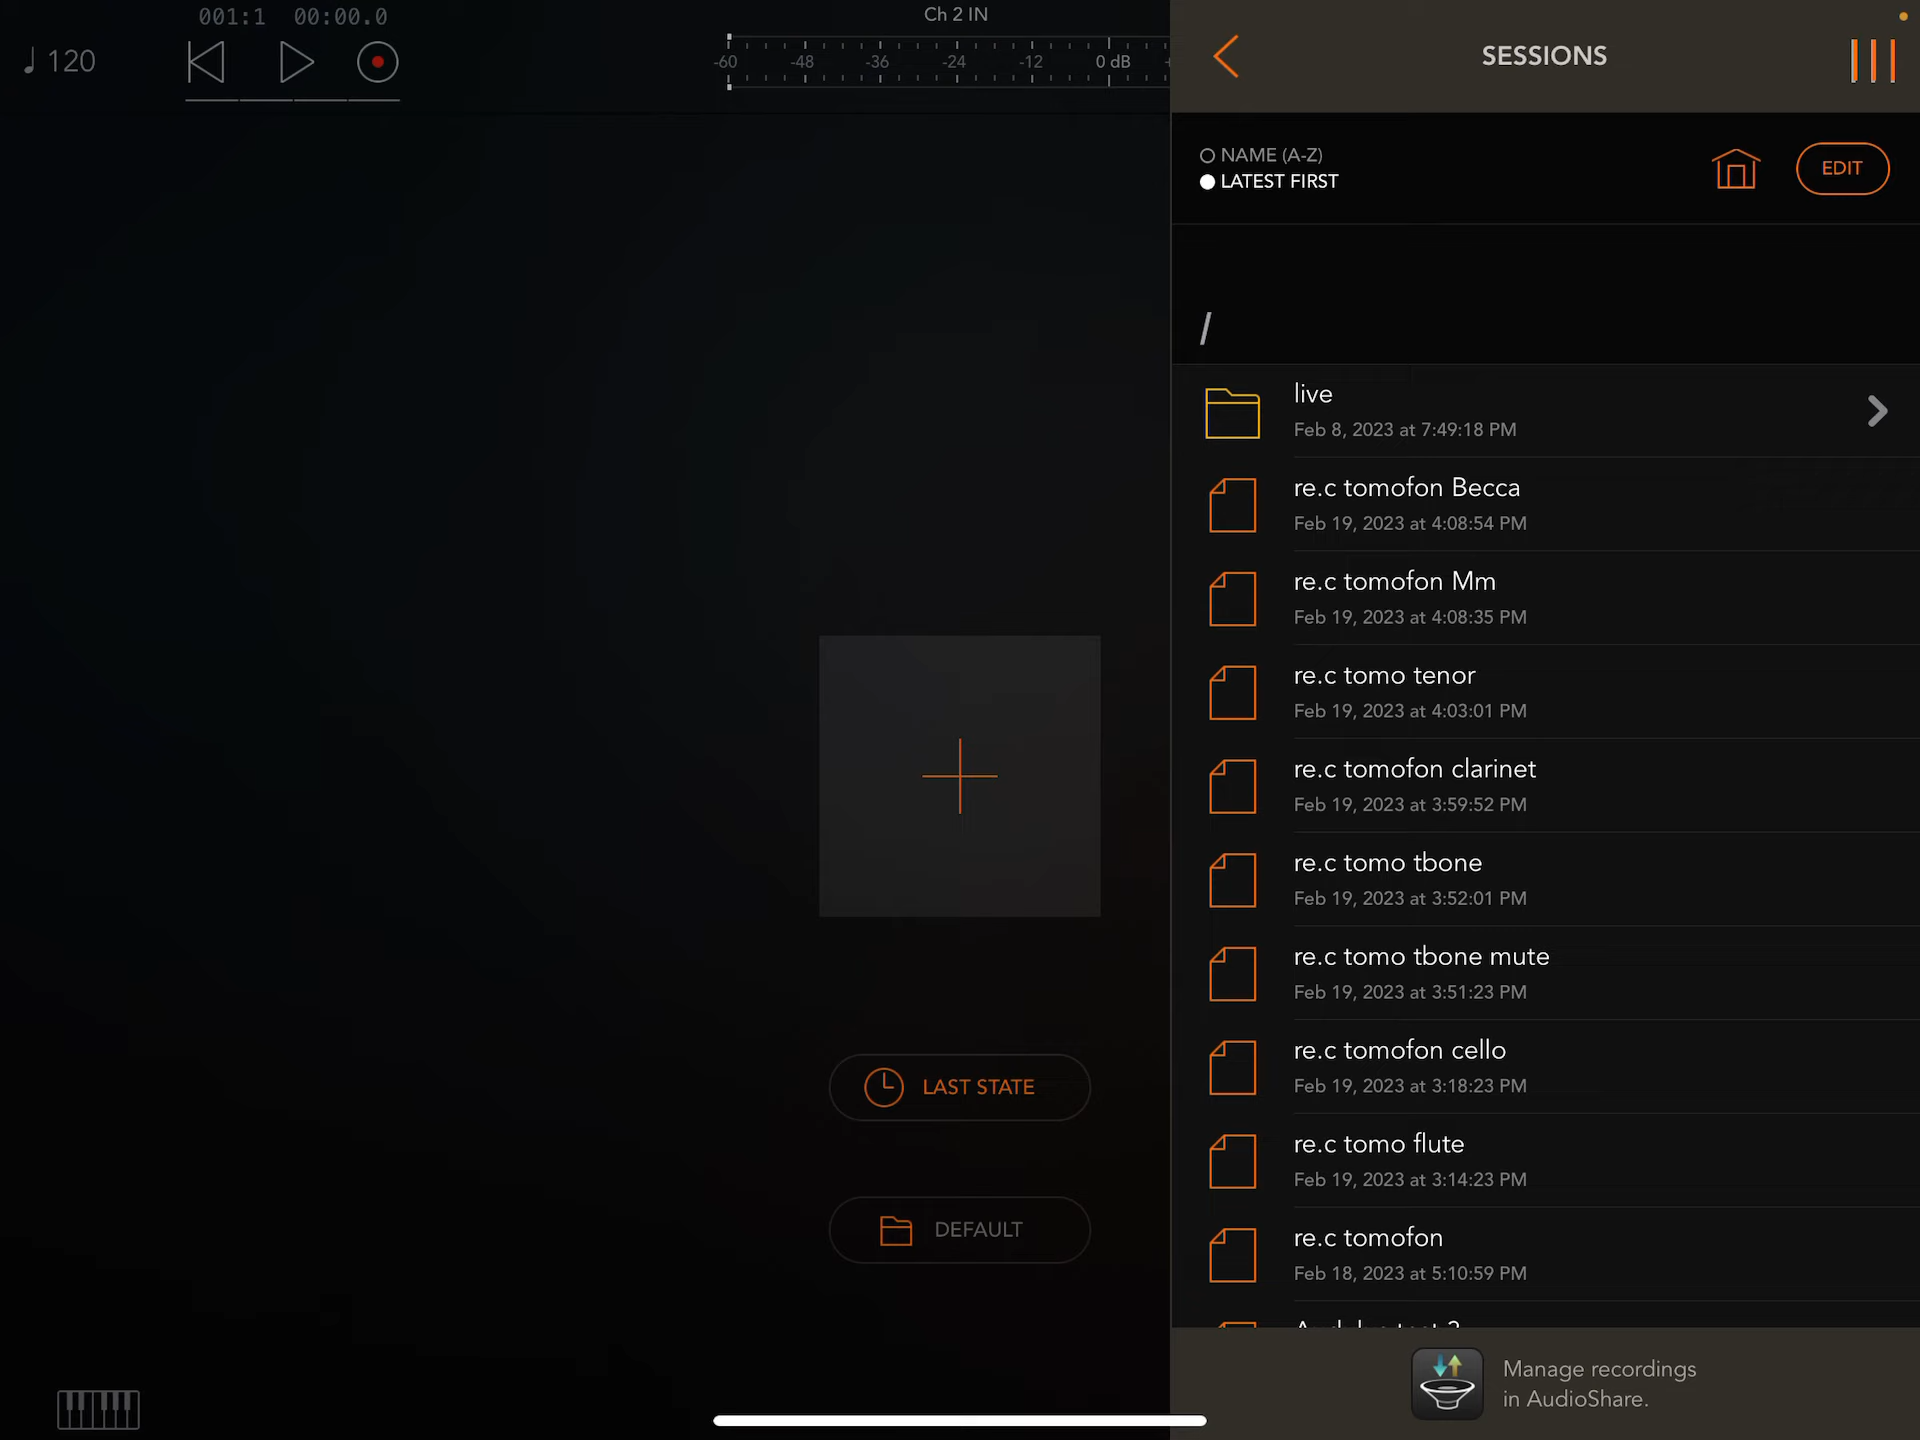 001:1 00:00.0
120
Ch 2 IN
-60 -48 -36 -24 -12 0 dB
SESSIONS
NAME (A-Z)
LATEST FIRST
EDIT
/
live
Feb 8, 2023 at 7:49:18 PM
re.c tomofon Becca
Feb 19, 2023 at 4:08:54 PM
re.c tomofon Mm
Feb 19, 2023 at 4:08:35 PM
re.c tomo tenor
Feb 19, 2023 at 4:03:01 PM
re.c tomofon clarinet
Feb 19, 2023 at 3:59:52 PM
re.c tomo tbone
Feb 19, 2023 at 3:52:01 PM
re.c tomo tbone mute
Feb 19, 2023 at 3:51:23 PM
re.c tomofon cello
Feb 19, 2023 at 3:18:23 PM
re.c tomo flute
Feb 19, 2023 at 3:14:23 PM
re.c tomofon
Feb 18, 2023 at 5:10:59 PM
LAST STATE
DEFAULT
Manage recordings
in AudioShare.